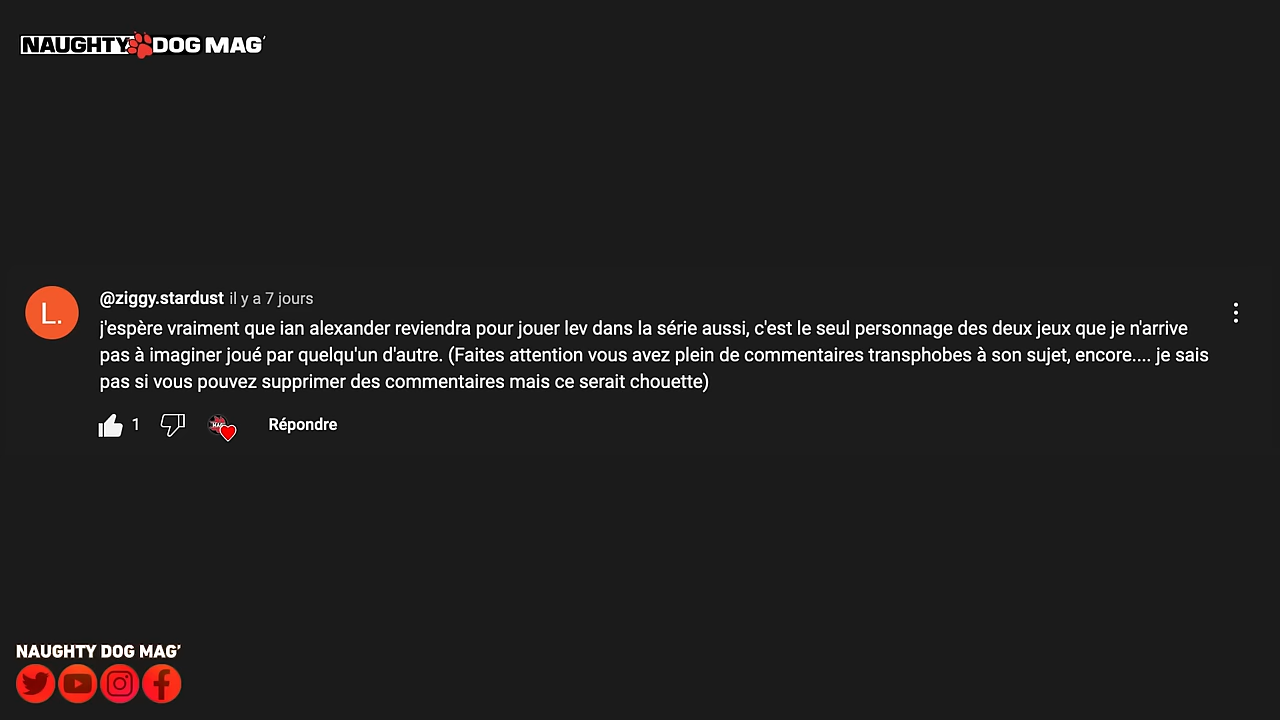 NAUGHTY DOG MAG'
L.
@ziggy.stardust il y a 7 jours
j'espère vraiment que ian alexander reviendra pour jouer lev dans la série aussi, c'est le seul personnage des deux jeux que je n'arrive
pas à imaginer joué par quelqu'un d'autre. (Faites attention vous avez plein de commentaires transphobes à son sujet, encore.... je sais
pas si vous pouvez supprimer des commentaires mais ce serait chouette)
1 Répondre
NAUGHTY DOG MAG'